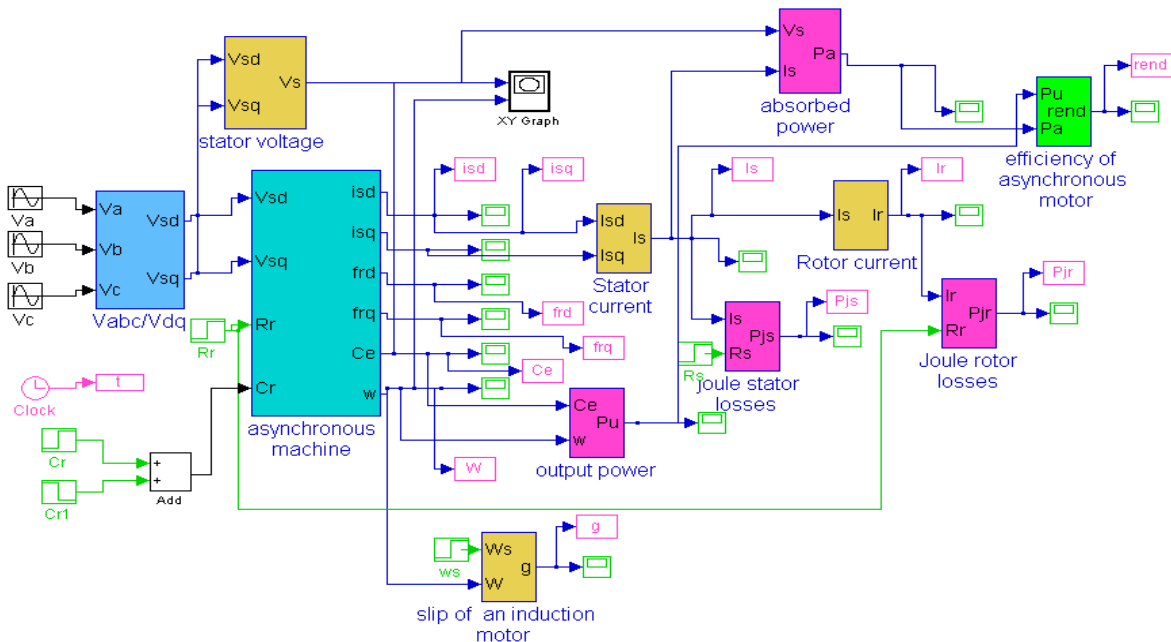 Vsd
Vsq
Vs
stator voltage
XY Graph
Vs
Is
Pa
absorbed
power
rend
Pu
rend
Pa
efficiency of
asynchronous
motor
Va
Vb
Vc
Va
Vb
Vc
Vsd
Vsq
Vabc/Vdq
Vsd
Vsq
Rr
Cr
isd
isq
frd
frq
Ce
w
asynchronous
machine
Rr
isd
isq
frd
frq
Ce
W
Isd
Isq
Is
Stator
current
Is
Is
Ir
Rotor current
Ir
Is
Rs
Pjs
joule stator
losses
Rs
Pjs
Ir
Rr
Pjr
Joule rotor
losses
Pjr
Clock
t
Cr
Cr1
+
+
Add
Ce
w
Pu
output power
ws
Ws
W
g
slip of an induction
motor
g